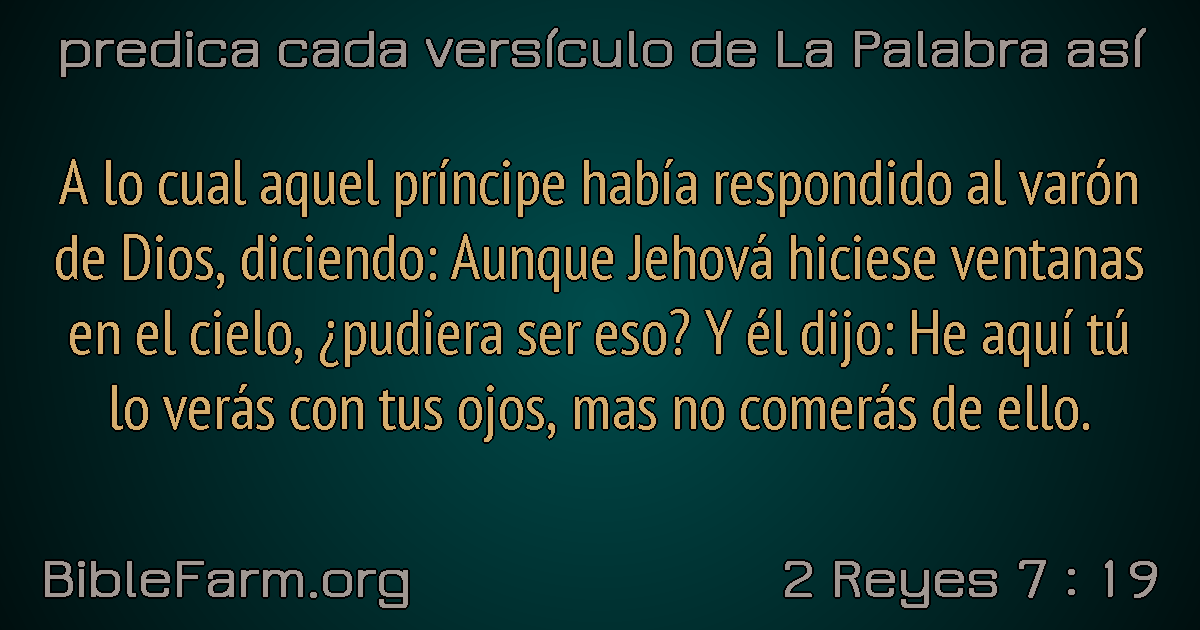 predica cada versículo de La Palabra así
A lo cual aquel príncipe había respondido al varón
de Dios, diciendo: Aunque Jehová hiciese ventanas
en el cielo, ¿pudiera ser eso? Y él dijo: He aquí tú
lo verás con tus ojos, mas no comerás de ello.
BibleFarm.org
2 Reyes 7 : 19